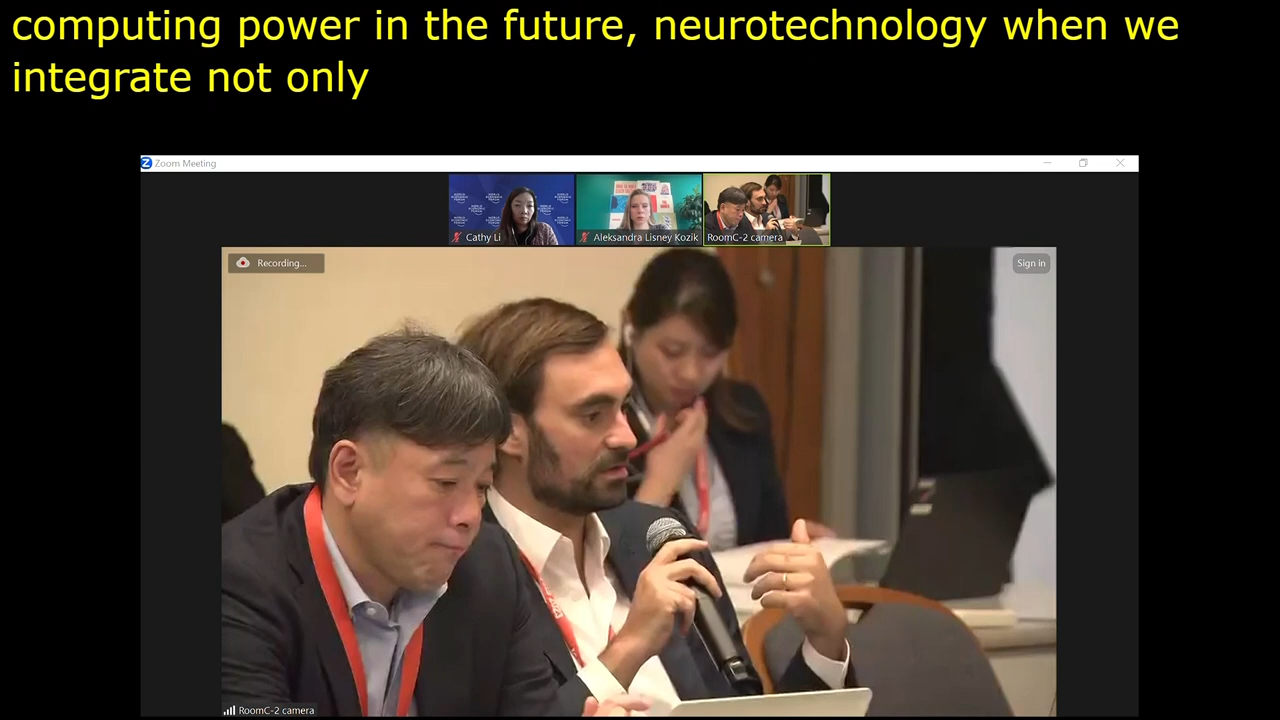 computing power in the future, neurotechnology when we
integrate not only
Zoom Meeting
Cathy Li
Aleksandra Lisney Kozik
RoomC-2 camera
Recording...
Sign in
RoomC-2 camera